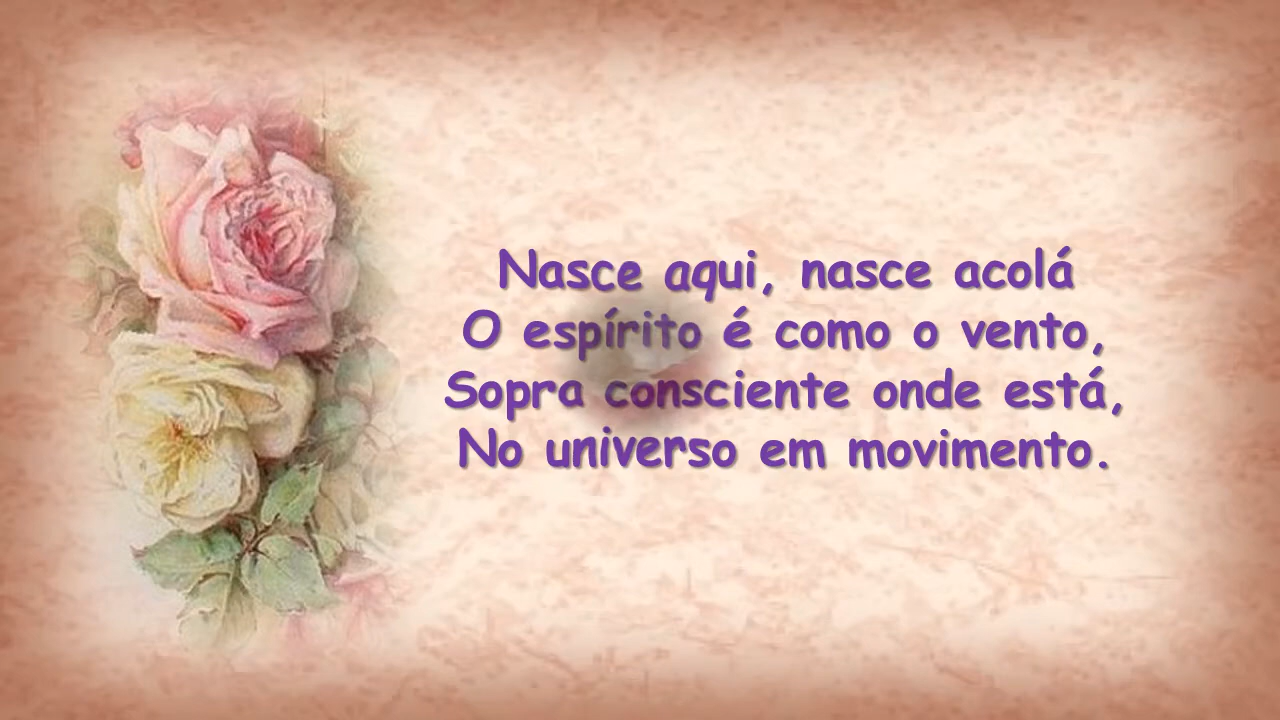 Nasce aqui, nasce acolá
O espírito é como o vento,
Sopra consciente onde está,
No universo em movimento.